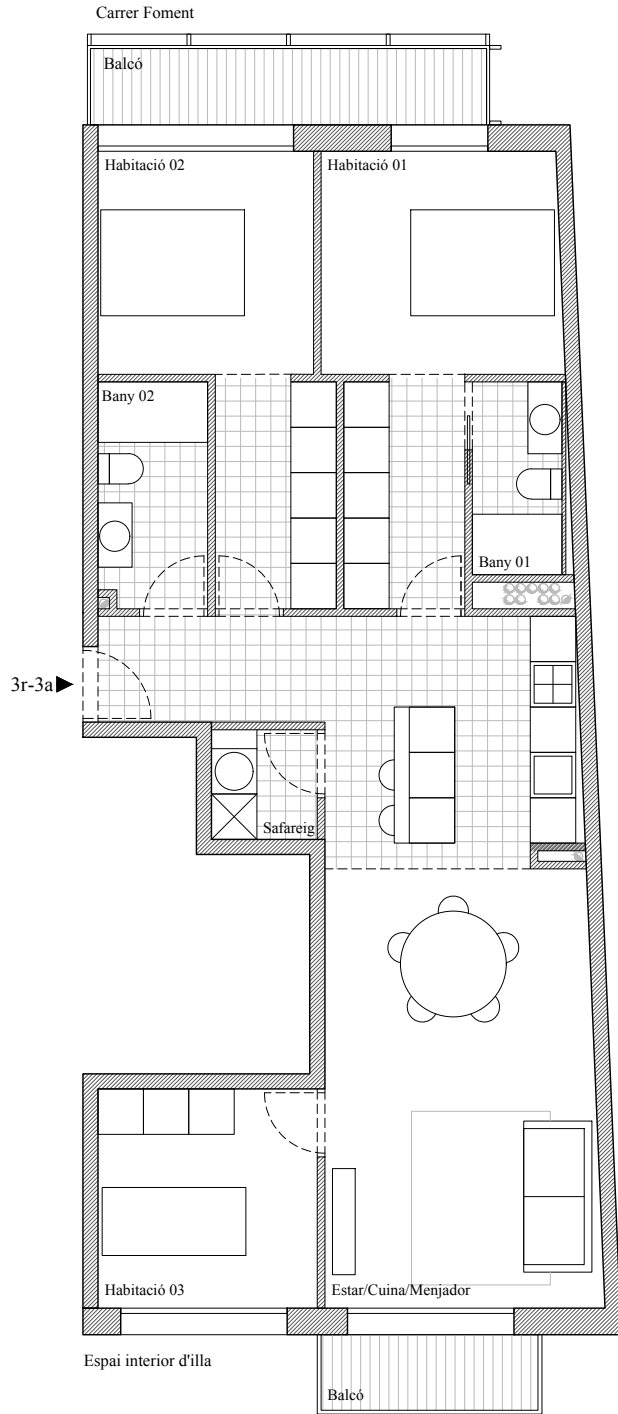 Carrer Foment
Balcó
Habitació 02
Habitació 01
Bany 02
Bany 01
3r-3a
Safareig
Habitació 03
Estar/Cuina/Menjador
Espai interior d'illa
Balcó